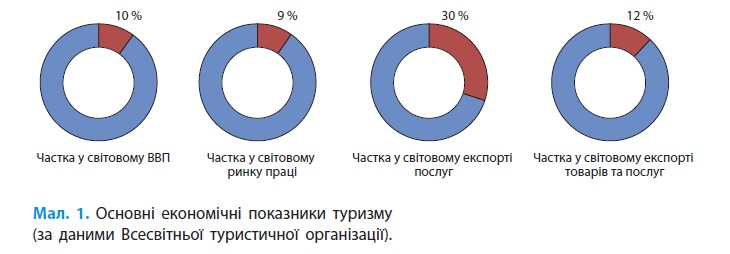 10 %
9 %
30 %
12 %
Частка у світовому ВВП
Частка у світовому
ринку праці
Частка у світовому експорті
послуг
Частка у світовому експорті
товарів та послуг
Мал. 1. Основні економічні показники туризму
(за даними Всесвітньої туристичної організації).